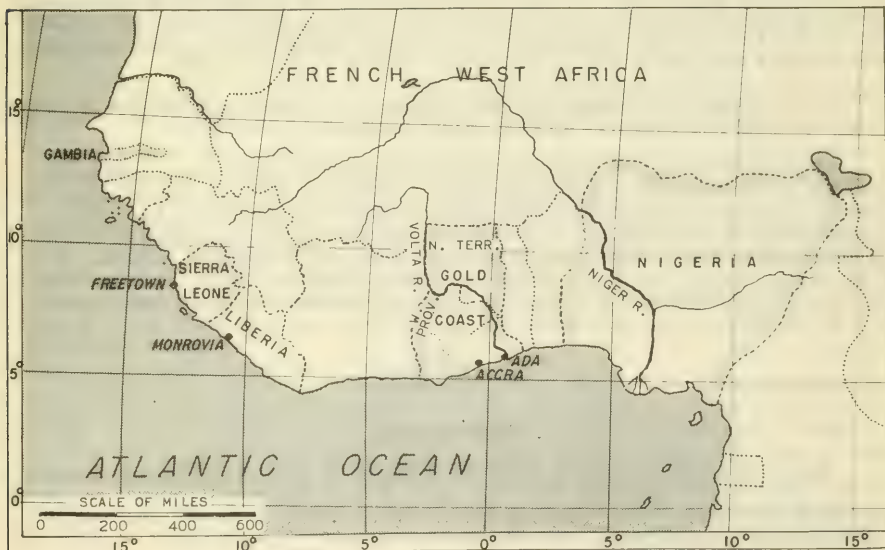 FRENCH WEST AFRICA
15°
GAMBIA
10°
VOLTA R.
N. TERR.
NIGERIA
SIERRA
LEONE
GOLD
NIGER R.
FREETOWN
W. PROV
COAST
LIBERIA
MONROVIA
ADA
ACCRA
5°
ATLANTIC OCEAN
0°
SCALE OF MILES
0 200 400 600
15° 10° 5° 0° 5° 10° 15°